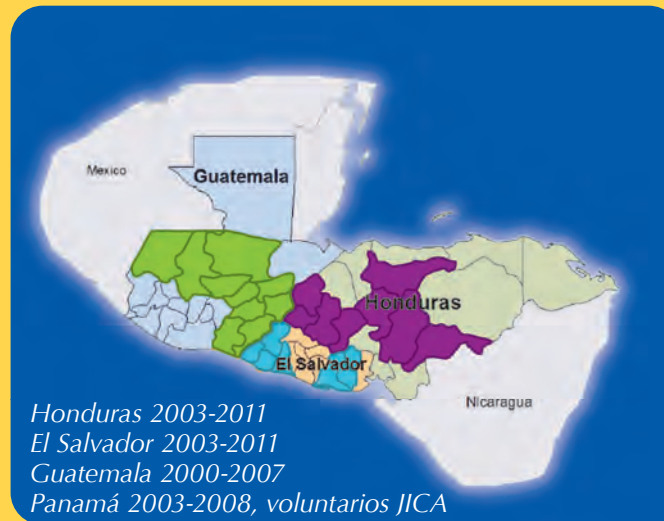 Mexico
Guatemala
Honduras
El Salvador
Nicaragua
Honduras 2003-2011
El Salvador 2003-2011
Guatemala 2000-2007
Panamá 2003-2008, voluntarios JICA